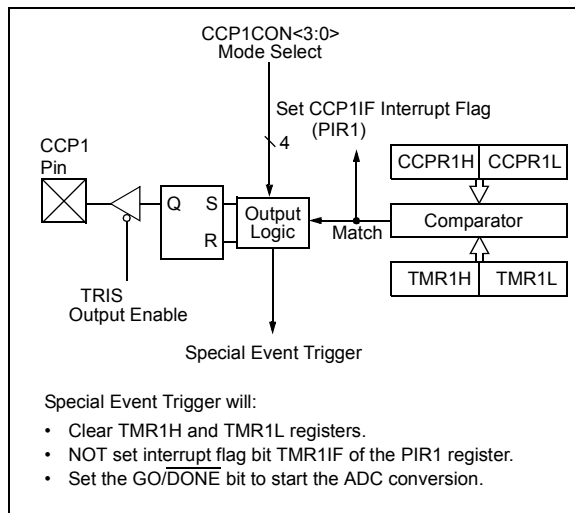 CCP1CON<3:0>
Mode Select
Set CCP1IF Interrupt Flag
(PIR1)
4
CCP1
Pin
CCPR1H CCPR1L
Q S
R
Output
Logic
Match
Comparator
TRIS
Output Enable
TMR1H TMR1L
Special Event Trigger
Special Event Trigger will:
• Clear TMR1H and TMR1L registers.
• NOT set interrupt flag bit TMR1IF of the PIR1 register.
• Set the GO/DONE bit to start the ADC conversion.